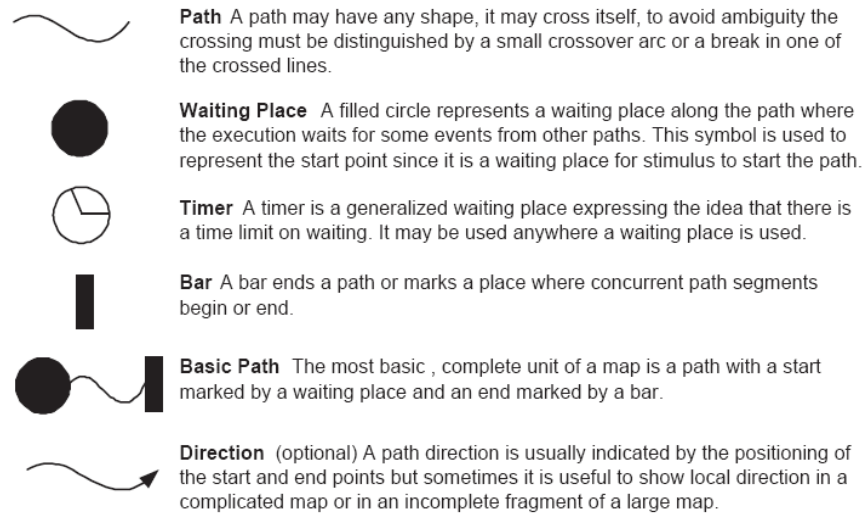 Path A path may have any shape, it may cross itself, to avoid ambiguity the
crossing must be distinguished by a small crossover arc or a break in one of
the crossed lines.
Waiting Place A filled circle represents a waiting place along the path where
the execution waits for some events from other paths. This symbol is used to
represent the start point since it is a waiting place for stimulus to start the path.
Timer A timer is a generalized waiting place expressing the idea that there is
a time limit on waiting. It may be used anywhere a waiting place is used.
Bar A bar ends a path or marks a place where concurrent path segments
begin or end.
Basic Path The most basic , complete unit of a map is a path with a start
marked by a waiting place and an end marked by a bar.
Direction (optional) A path direction is usually indicated by the positioning of
the start and end points but sometimes it is useful to show local direction in a
complicated map or in an incomplete fragment of a large map.